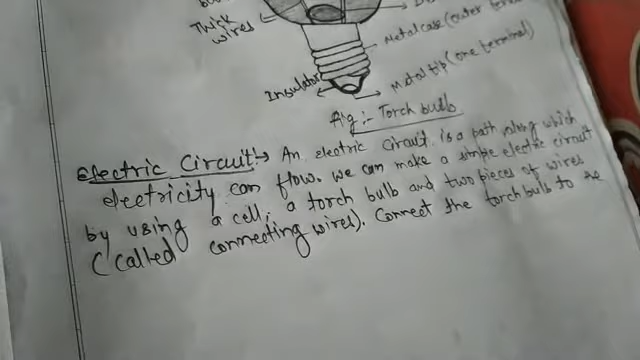 Thick
wires
Metal case (outer
Insulator
Metal tip (one terminal)
fig:- Torch bulb
Electric Circuit:→ An electric Circuit is a path, along which
electricity can flow. we can make a simple electric circuit
by using a cell, a torch bulb and two pieces of wires
(called connecting wires). Connect the torch bulb to